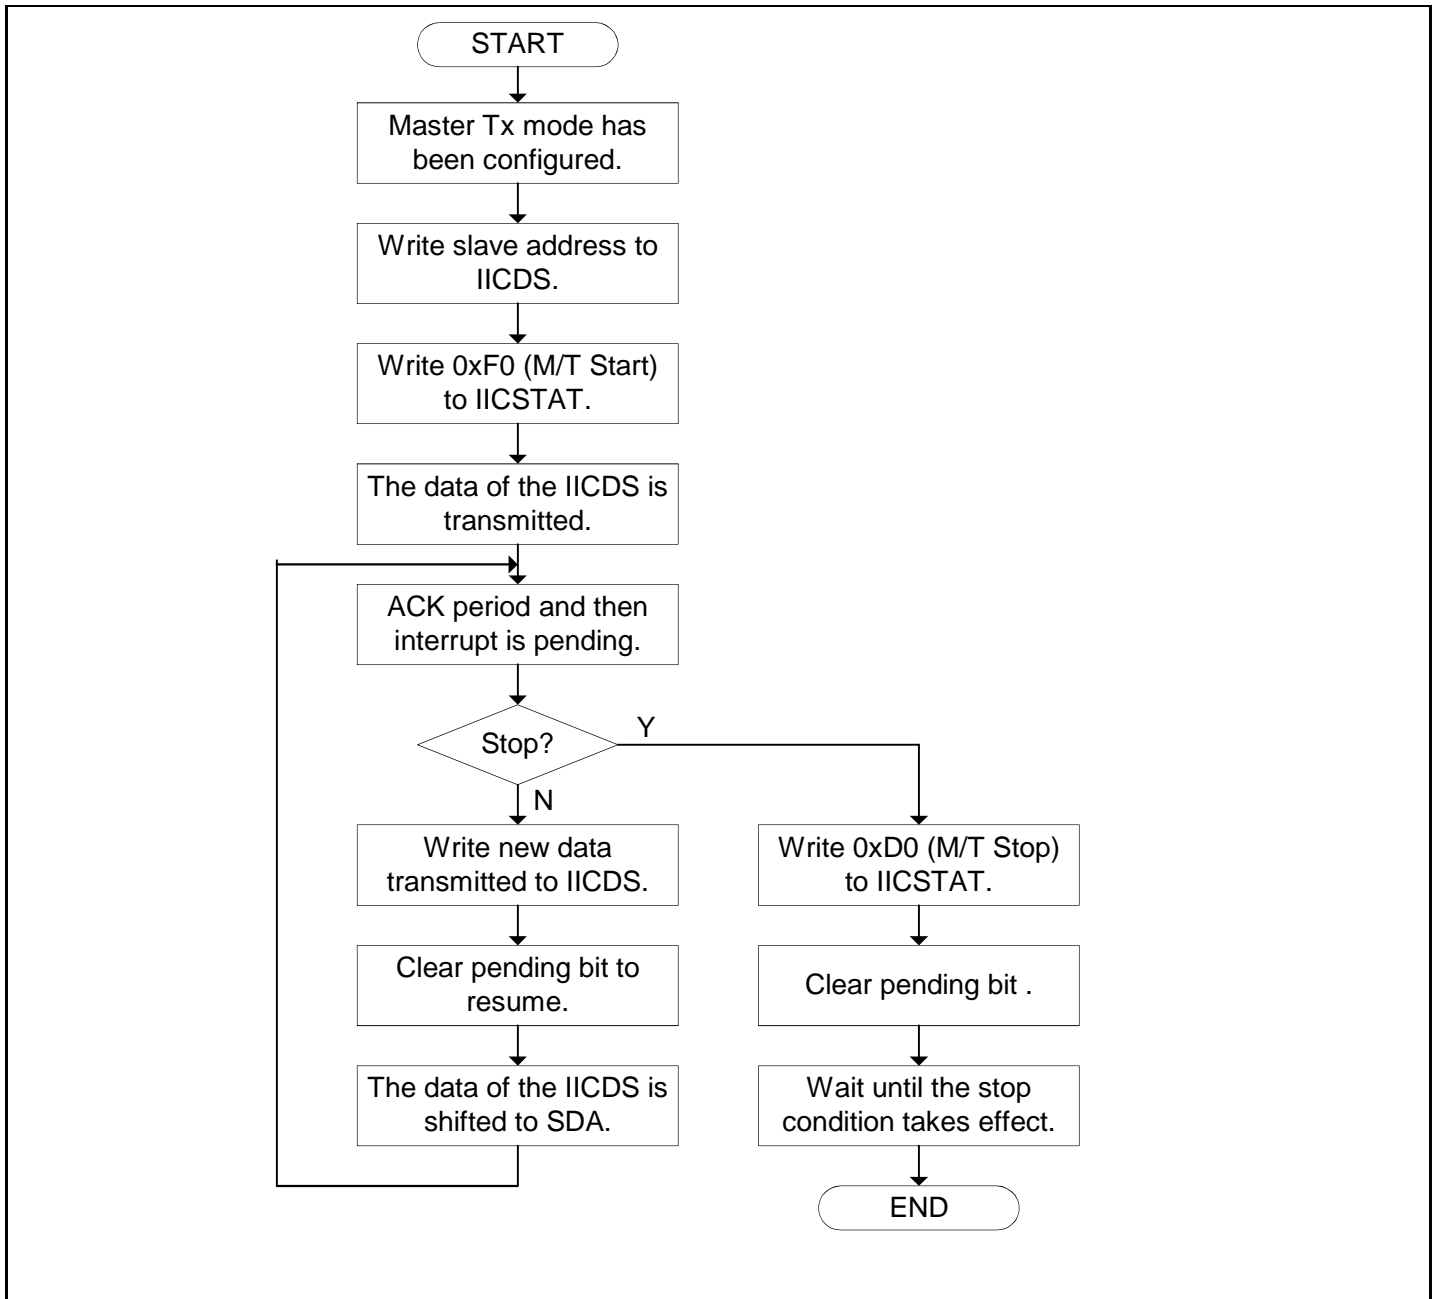 START
Master Tx mode has
been configured.
Write slave address to
IICDS.
Write 0xF0 (M/T Start)
to IICSTAT.
The data of the IICDS is
transmitted.
ACK period and then
interrupt is pending.
Stop?
Y
N
Write new data
transmitted to IICDS.
Clear pending bit to
resume.
The data of the IICDS is
shifted to SDA.
Write 0xD0 (M/T Stop)
to IICSTAT.
Clear pending bit .
Wait until the stop
condition takes effect.
END